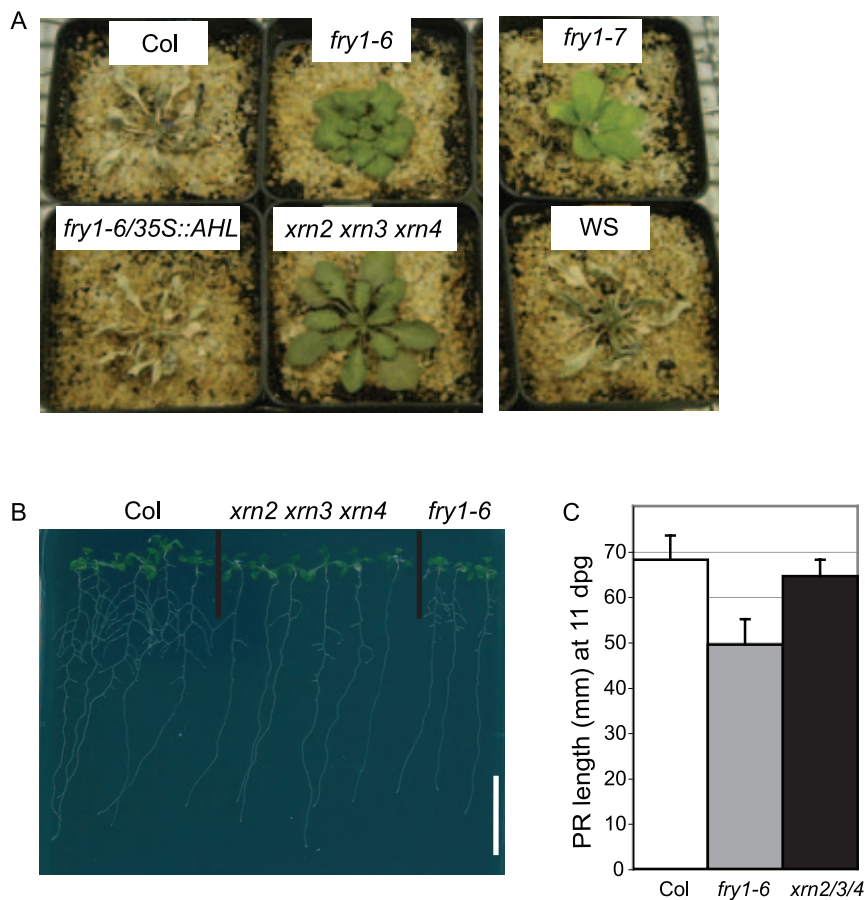 A
Col
fry1-6
fry1-7
fry1-6/35S::AHL
xrn2 xrn3 xrn4
WS
B
Col
xrn2 xrn3 xrn4
fry1-6
C
PR length (mm) at 11 dpg
70
60
50
40
30
20
10
0
Col
fry1-6
xrn2/3/4